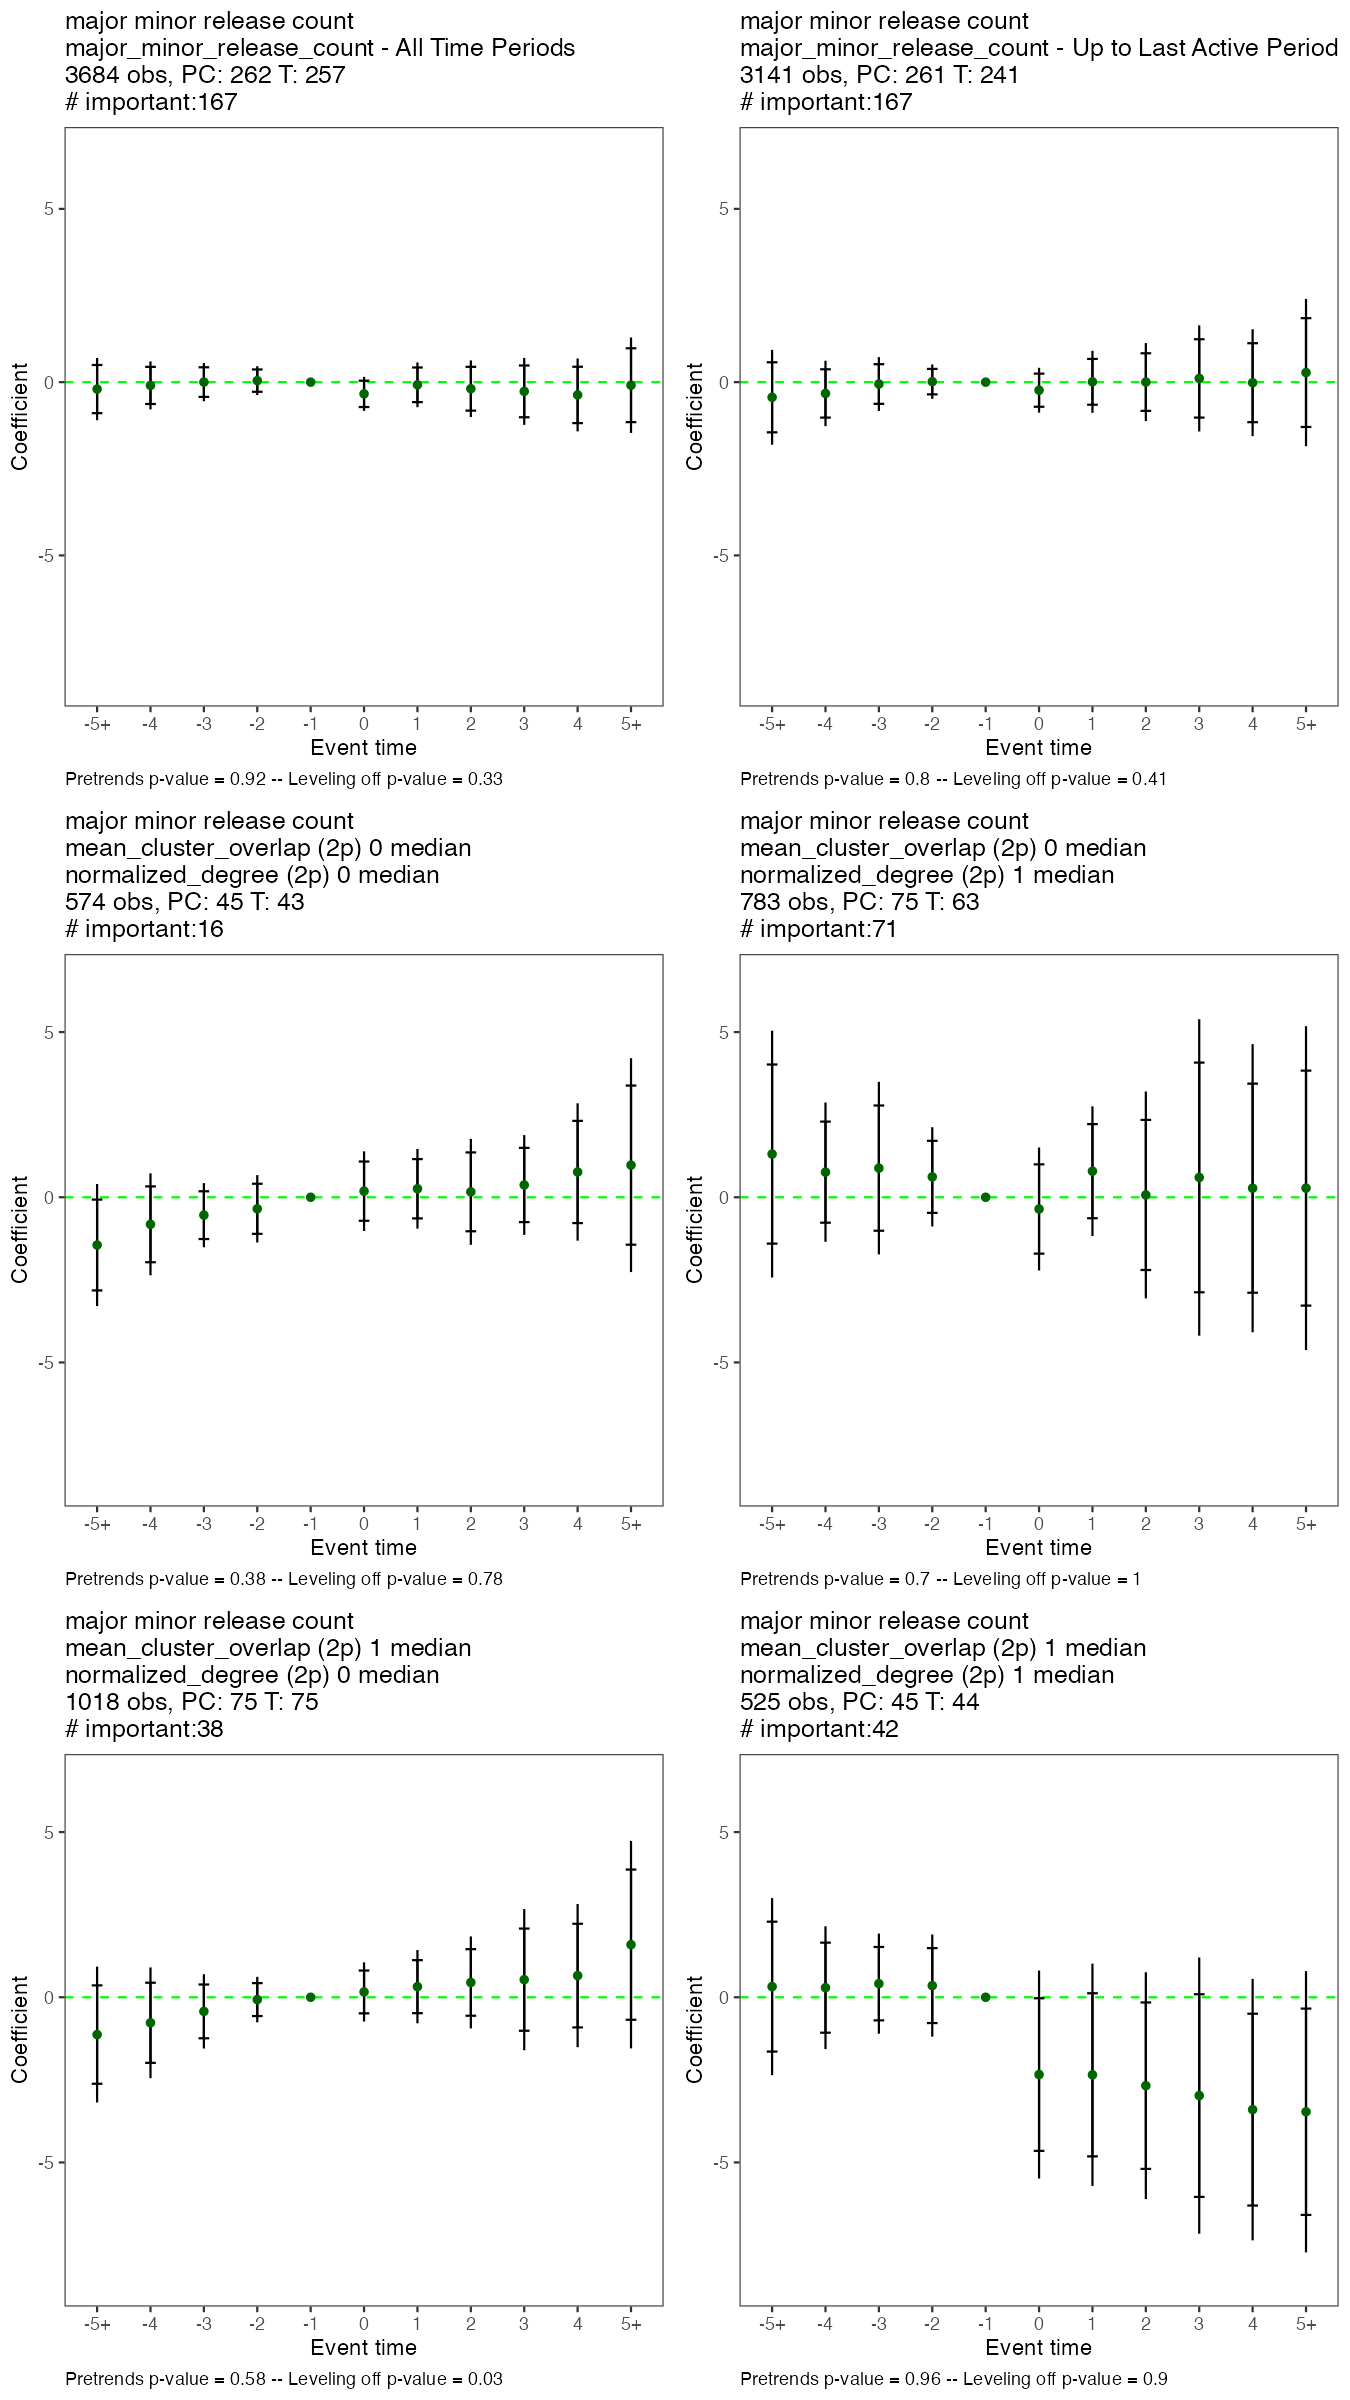 major minor release count
major_minor_release_count - All Time Periods
3684 obs, PC: 262 T: 257
# important:167
5
0
-5
Coefficient
-5+ -4 -3 -2 -1 0 1 2 3 4 5+
Event time
Pretrends p-value = 0.92 -- Leveling off p-value = 0.33
major minor release count
major_minor_release_count - Up to Last Active Period
3141 obs, PC: 261 T: 241
# important:167
5
0
-5
Coefficient
-5+ -4 -3 -2 -1 0 1 2 3 4 5+
Event time
Pretrends p-value = 0.8 -- Leveling off p-value = 0.41
major minor release count
mean_cluster_overlap (2p) 0 median
normalized_degree (2p) 0 median
574 obs, PC: 45 T: 43
# important:16
5
0
-5
Coefficient
-5+ -4 -3 -2 -1 0 1 2 3 4 5+
Event time
Pretrends p-value = 0.38 -- Leveling off p-value = 0.78
major minor release count
mean_cluster_overlap (2p) 0 median
normalized_degree (2p) 1 median
783 obs, PC: 75 T: 63
# important:71
5
0
-5
Coefficient
-5+ -4 -3 -2 -1 0 1 2 3 4 5+
Event time
Pretrends p-value = 0.7 -- Leveling off p-value = 1
major minor release count
mean_cluster_overlap (2p) 1 median
normalized_degree (2p) 0 median
1018 obs, PC: 75 T: 75
# important:38
5
0
-5
Coefficient
-5+ -4 -3 -2 -1 0 1 2 3 4 5+
Event time
Pretrends p-value = 0.58 -- Leveling off p-value = 0.03
major minor release count
mean_cluster_overlap (2p) 1 median
normalized_degree (2p) 1 median
525 obs, PC: 45 T: 44
# important:42
5
0
-5
Coefficient
-5+ -4 -3 -2 -1 0 1 2 3 4 5+
Event time
Pretrends p-value = 0.96 -- Leveling off p-value = 0.9